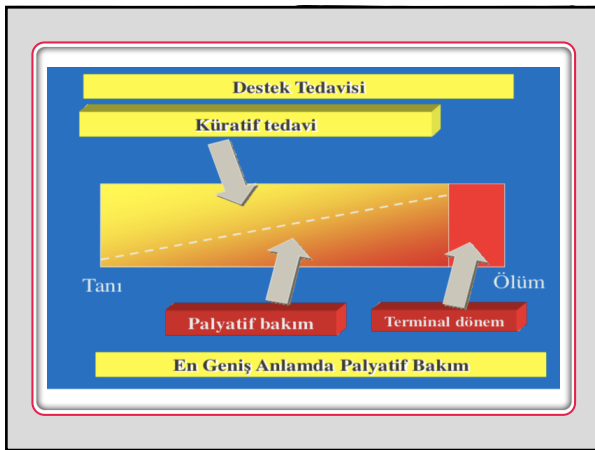 Destek Tedavisi
Küratif tedavi
Tanı
Ölüm
Palyatif bakım
Terminal dönem
En Geniş Anlamda Palyatif Bakım